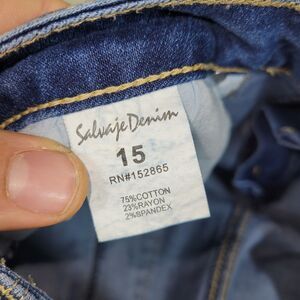 Salvaje Denim
15
RN#152865
75%COTTON
23%RAYON
2%SPANDEX